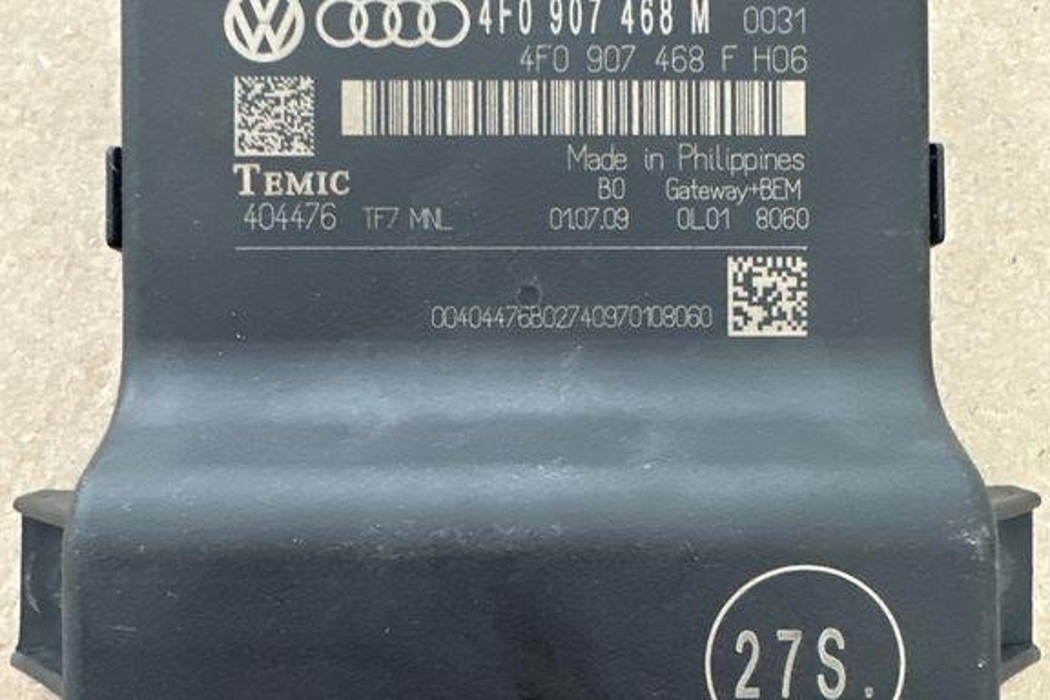 4F0 907 468 M 0031
4F0 907 468 F H06
TEMIC
Made in Philippines
B0 Gateway+BEM
404476 TF7 MNL 01.07.09 0L01 8060
004044476B02740970108060
27S.